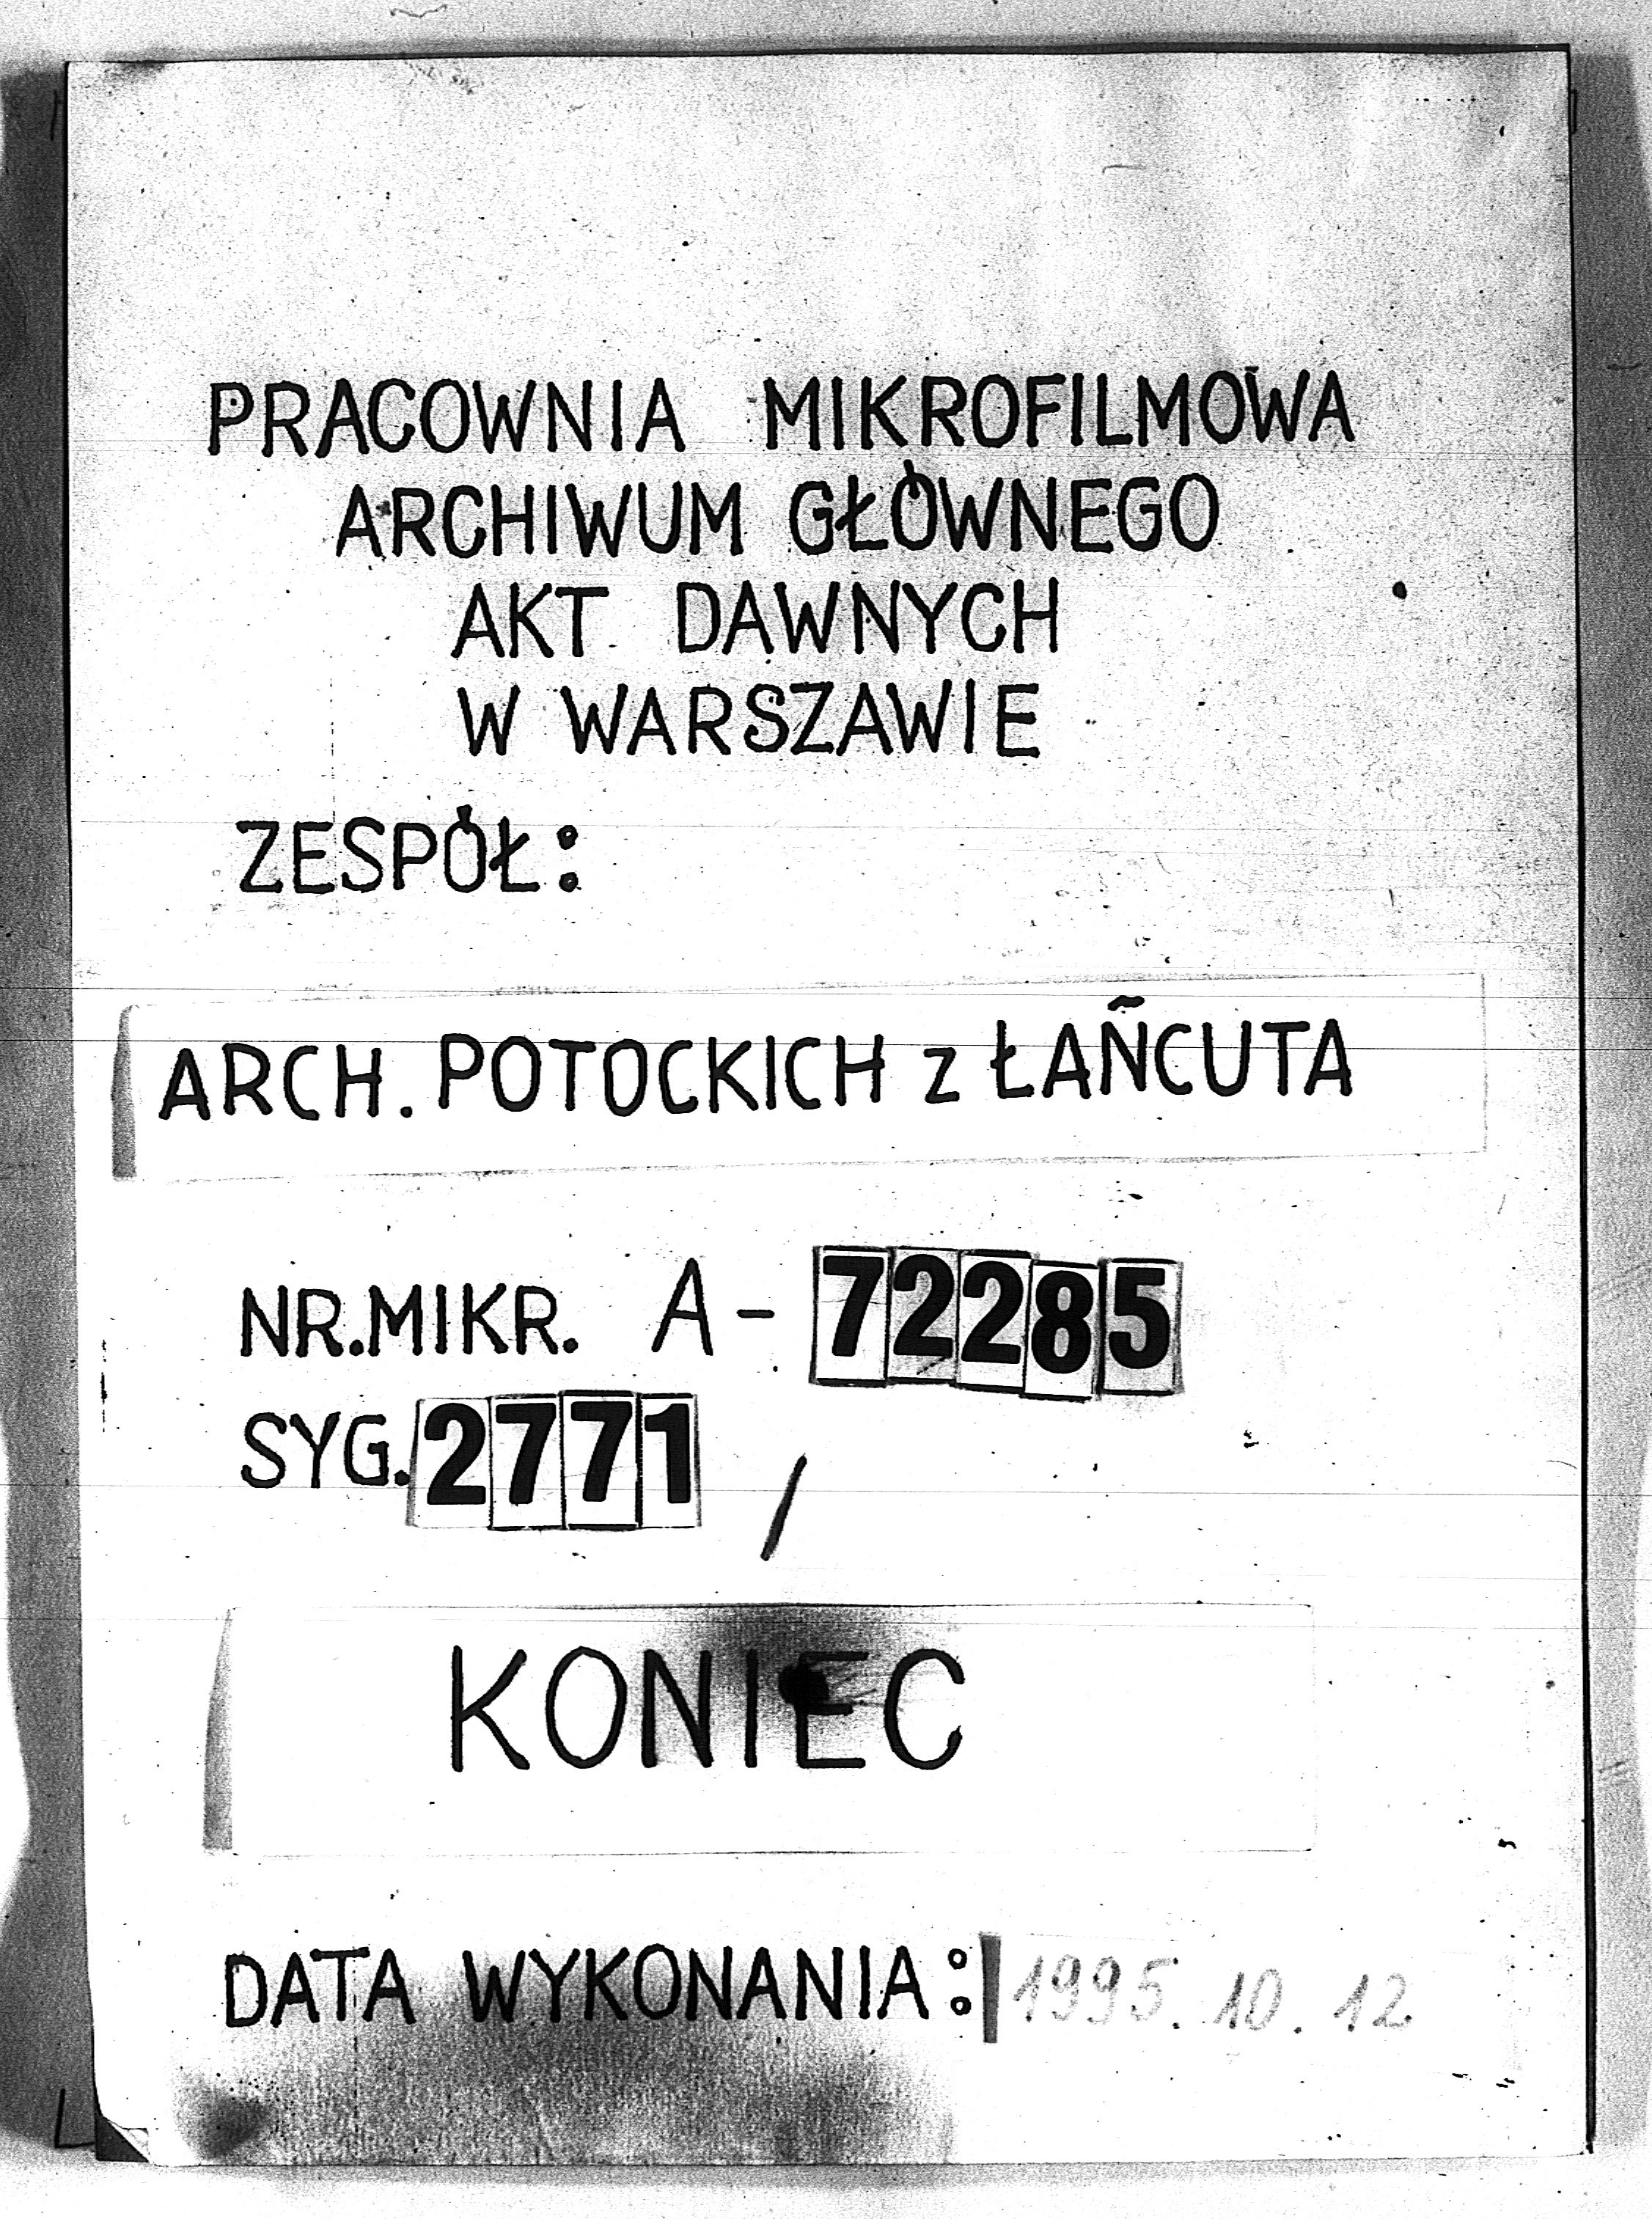 PRACOWNIA MIKROFILMOWA
ARCHIWUM GŁÓWNEGO
AKT DAWNYCH
W WARSZAWIE
ZESPÓŁ:
ARCH. POTOCKICH z ŁAŃCUTA
NR.MIKR. A-72285
SYG. 2771 /
KONIEC
DATA WYKONANIA: 1995.10.12